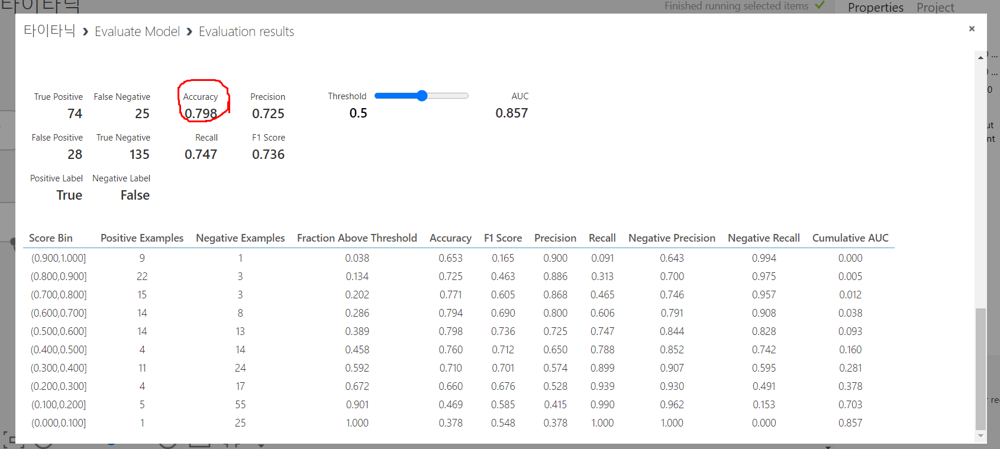 타이타닉
Finished running selected items
Properties Project
타이타닉 › Evaluate Model › Evaluation results
True Positive False Negative Accuracy Precision Threshold AUC
74 25 0.798 0.725 0.5 0.857
False Positive True Negative Recall F1 Score
28 135 0.747 0.736
Positive Label Negative Label
True False
Score Bin Positive Examples Negative Examples Fraction Above Threshold Accuracy F1 Score Precision Recall Negative Precision Negative Recall Cumulative AUC
(0.900,1.000] 9 1 0.038 0.653 0.165 0.900 0.091 0.643 0.994 0.000
(0.800,0.900] 22 3 0.134 0.725 0.463 0.886 0.313 0.700 0.975 0.005
(0.700,0.800] 15 3 0.202 0.771 0.605 0.868 0.465 0.746 0.957 0.012
(0.600,0.700] 14 8 0.286 0.794 0.690 0.800 0.606 0.791 0.908 0.038
(0.500,0.600] 14 13 0.389 0.798 0.736 0.725 0.747 0.844 0.828 0.093
(0.400,0.500] 4 14 0.458 0.760 0.712 0.650 0.788 0.852 0.742 0.160
(0.300,0.400] 11 24 0.592 0.710 0.701 0.574 0.899 0.907 0.595 0.281
(0.200,0.300] 4 17 0.672 0.660 0.676 0.528 0.939 0.930 0.491 0.378
(0.100,0.200] 5 55 0.901 0.469 0.585 0.415 0.990 0.962 0.153 0.703
(0.000,0.100] 1 25 1.000 0.378 0.548 0.378 1.000 1.000 0.000 0.857